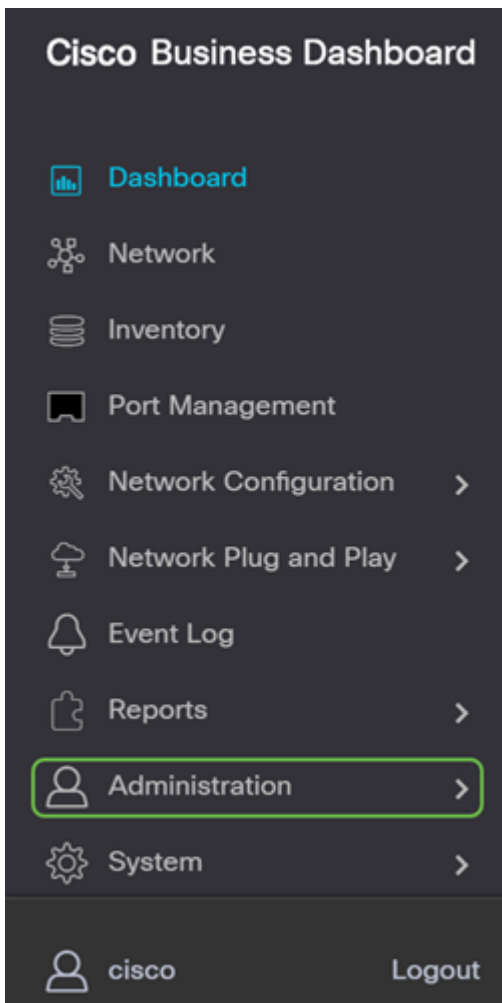 Cisco Business Dashboard
Dashboard
Network
Inventory
Port Management
Network Configuration
Network Plug and Play
Event Log
Reports
Administration
System
cisco Logout